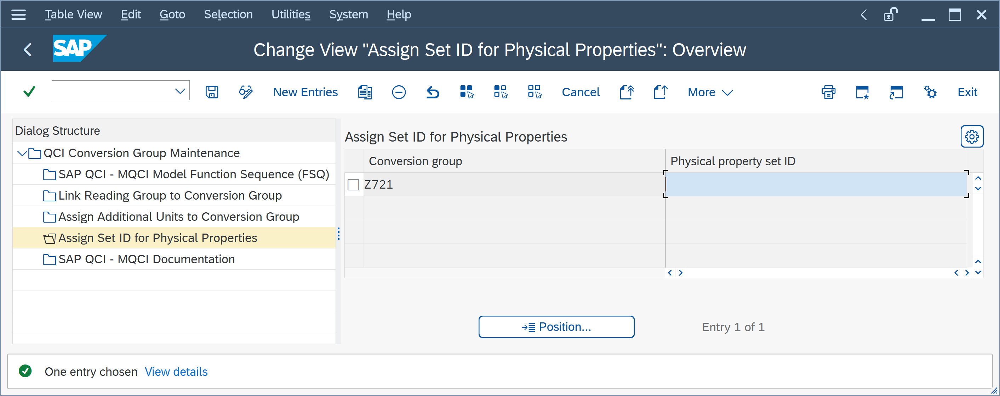 Table View Edit Goto Selection Utilities System Help
SAP Change View "Assign Set ID for Physical Properties": Overview
New Entries Cancel More Exit
Dialog Structure
QCI Conversion Group Maintenance
SAP QCI - MQCI Model Function Sequence (FSQ)
Link Reading Group to Conversion Group
Assign Additional Units to Conversion Group
Assign Set ID for Physical Properties
SAP QCI - MQCI Documentation
Assign Set ID for Physical Properties
Conversion group Physical property set ID
Z721
Position... Entry 1 of 1
One entry chosen View details